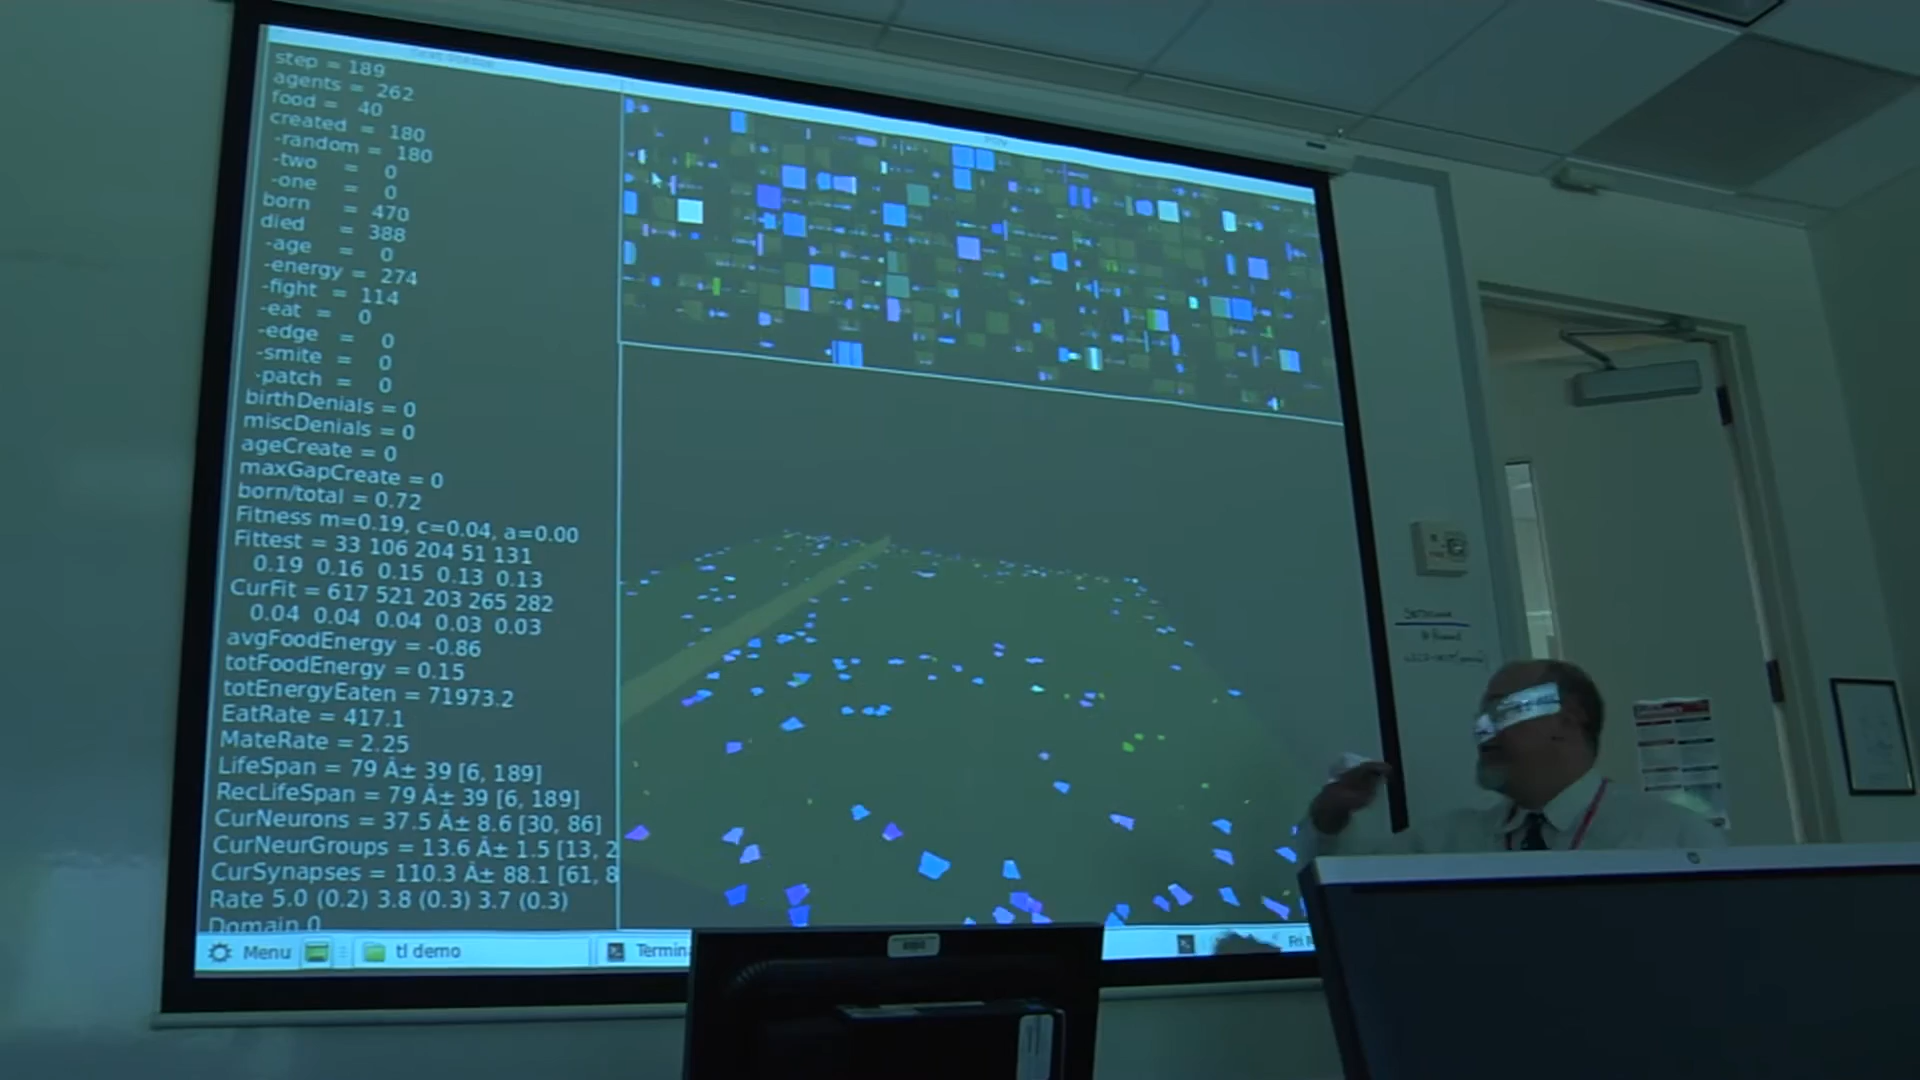 step = 189
agents = 262
food = 40
created = 180
-random = 180
-two = 0
-one = 0
born = 470
died = 388
-age = 0
-energy = 274
-fight = 114
-eat = 0
-edge = 0
-smite = 0
-patch = 0
birthDenials = 0
miscDenials = 0
ageCreate = 0
maxGapCreate = 0
born/total = 0.72
Fitness m=0.19, c=0.04, a=0.00
Fittest = 33 106 204 51 131
0.19 0.16 0.15 0.13 0.13
CurFit = 617 521 203 265 282
0.04 0.04 0.04 0.03 0.03
avgFoodEnergy = -0.86
totFoodEnergy = 0.15
totEnergyEaten = 71973.2
EatRate = 417.1
MateRate = 2.25
LifeSpan = 79 Â± 39 [6, 189]
RecLifeSpan = 79 Â± 39 [6, 189]
CurNeurons = 37.5 Â± 8.6 [30, 86]
CurNeurGroups = 13.6 Â± 1.5 [13, 2
CurSynapses = 110.3 Â± 88.1 [61, 8
Rate 5.0 (0.2) 3.8 (0.3) 3.7 (0.3)
Domain 0
Menu tl demo Termin Fri